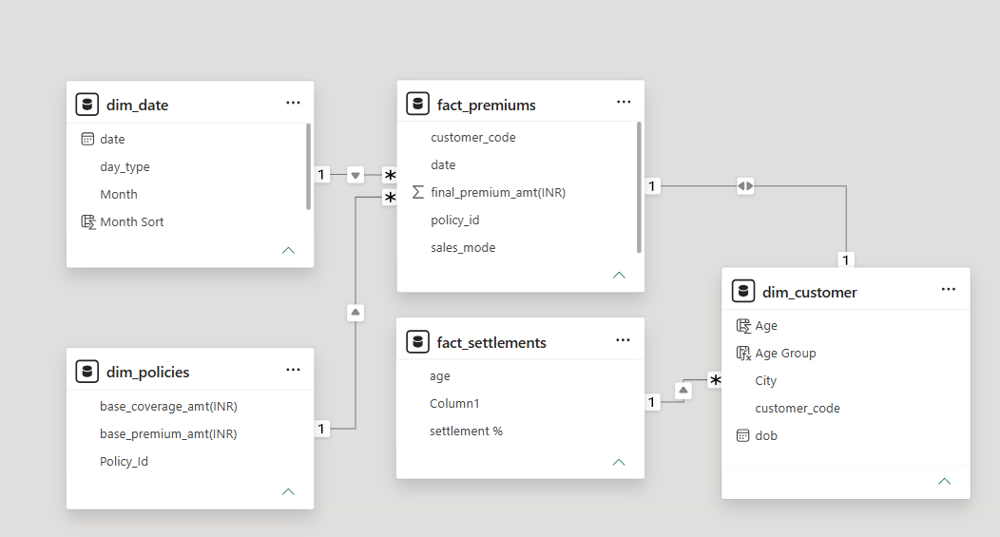 dim_date
date
day_type
Month
Month Sort
fact_premiums
customer_code
date
final_premium_amt(INR)
policy_id
sales_mode
1
*
*
1
1
dim_policies
base_coverage_amt(INR)
base_premium_amt(INR)
Policy_Id
1
fact_settlements
age
Column1
settlement %
1
*
dim_customer
Age
Age Group
City
customer_code
dob